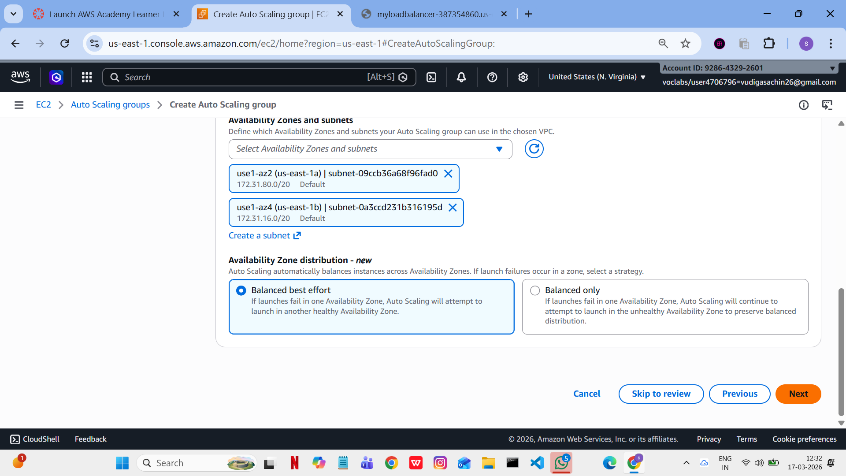 Launch AWS Academy Learner
Create Auto Scaling group | EC2
mybadbalancer-387354860.us
us-east-1.console.aws.amazon.com/ec2/home?region=us-east-1#CreateAutoScalingGroup:
aws
Search [Alt+S]
United States (N. Virginia)
Account ID: 9286-4329-2601
voclabs/user4706796=vudigasachin26@gmail.com
EC2 > Auto Scaling groups > Create Auto Scaling group
Availability Zones and subnets
Define which Availability Zones and subnets your Auto Scaling group can use in the chosen VPC.
Select Availability Zones and subnets
use1-az2 (us-east-1a) | subnet-09ccb36a68f96fad0
172.31.80.0/20 Default
use1-az4 (us-east-1b) | subnet-0a3ccd231b316195d
172.31.16.0/20 Default
Create a subnet
Availability Zone distribution - new
Auto Scaling automatically balances instances across Availability Zones. If launch failures occur in a zone, select a strategy.
Balanced best effort
If launches fail in one Availability Zone, Auto Scaling will attempt to
launch in another healthy Availability Zone.
Balanced only
If launches fail in one Availability Zone, Auto Scaling will continue to
attempt to launch in the unhealthy Availability Zone to preserve balanced
distribution.
Cancel Skip to review Previous Next
CloudShell Feedback © 2026, Amazon Web Services, Inc. or its affiliates. Privacy Terms Cookie preferences
Search
ENG
IN
12:32
17-03-2026